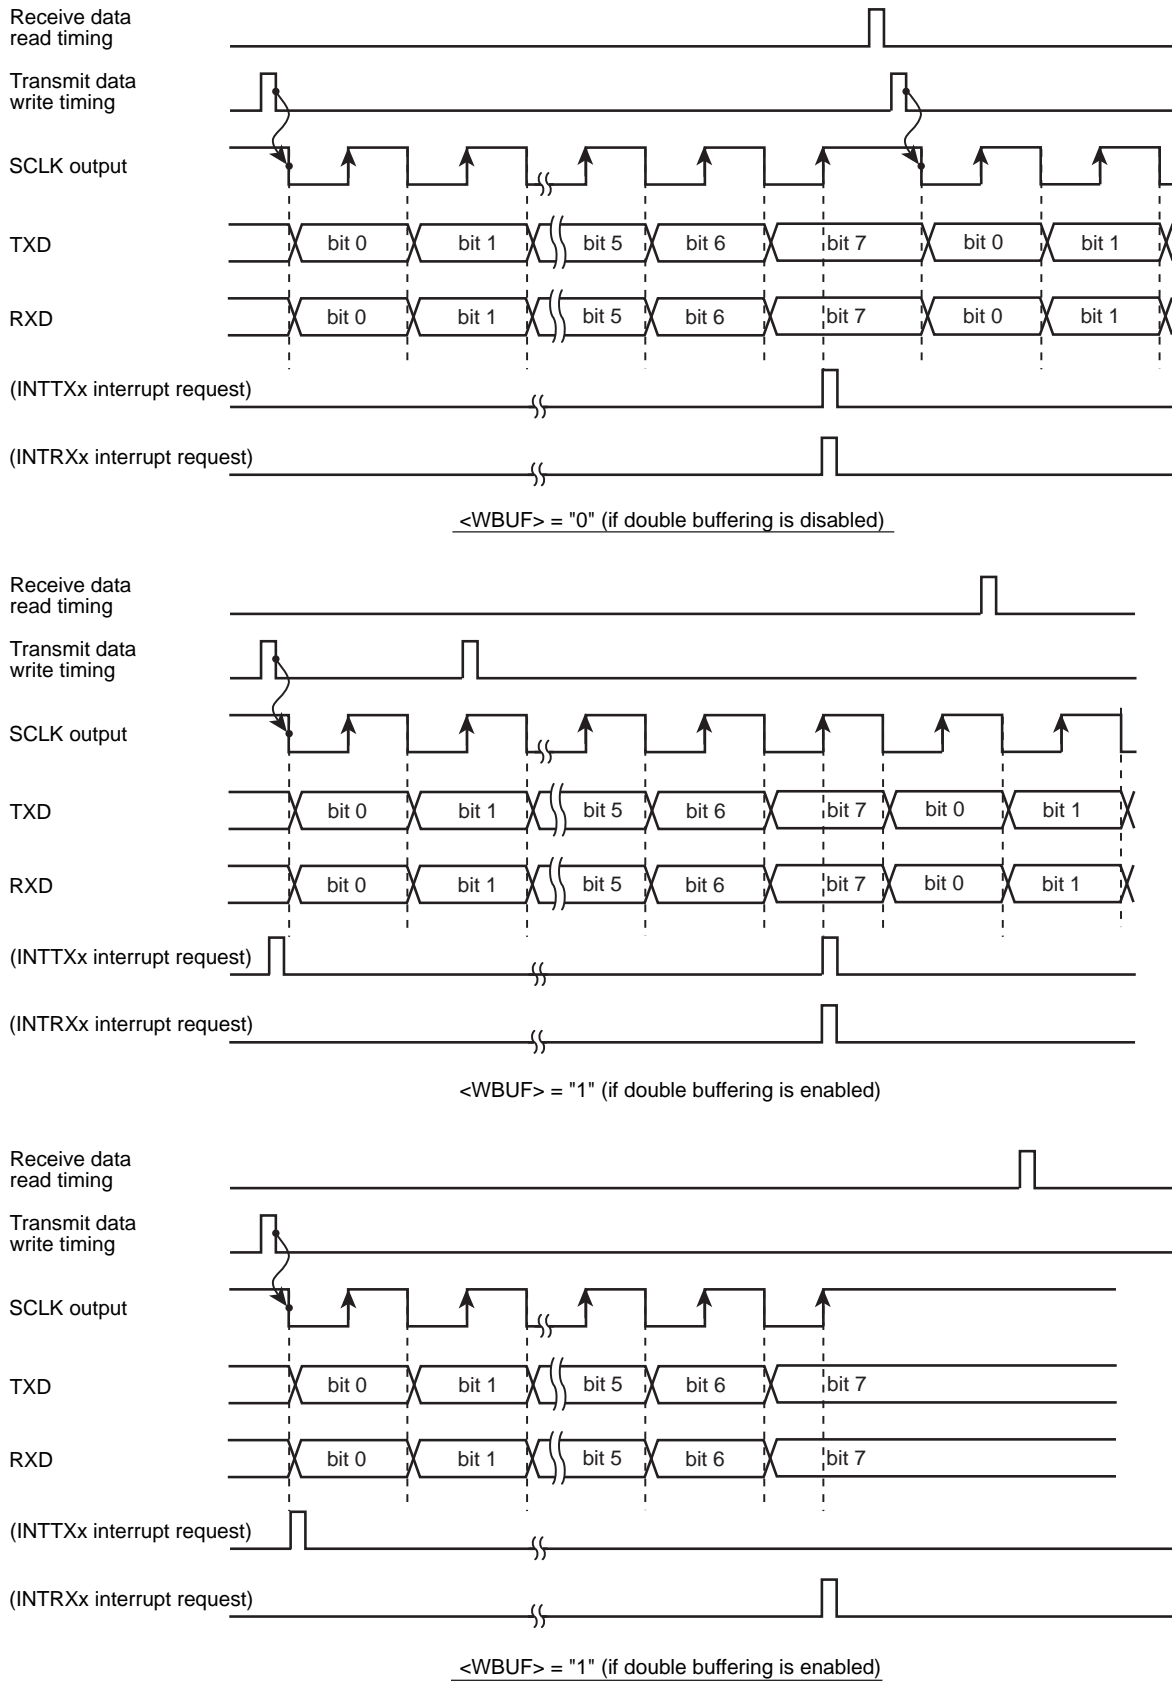 Receive data
read timing
Transmit data
write timing
SCLK output
TXD
bit 0
bit 1
bit 5
bit 6
bit 7
bit 0
bit 1
RXD
bit 0
bit 1
bit 5
bit 6
bit 7
bit 0
bit 1
(INTTXx interrupt request)
(INTRXx interrupt request)
<WBUF> = "0" (if double buffering is disabled)
Receive data
read timing
Transmit data
write timing
SCLK output
TXD
bit 0
bit 1
bit 5
bit 6
bit 7
bit 0
bit 1
RXD
bit 0
bit 1
bit 5
bit 6
bit 7
bit 0
bit 1
(INTTXx interrupt request)
(INTRXx interrupt request)
<WBUF> = "1" (if double buffering is enabled)
Receive data
read timing
Transmit data
write timing
SCLK output
TXD
bit 0
bit 1
bit 5
bit 6
bit 7
RXD
bit 0
bit 1
bit 5
bit 6
bit 7
(INTTXx interrupt request)
(INTRXx interrupt request)
<WBUF> = "1" (if double buffering is enabled)